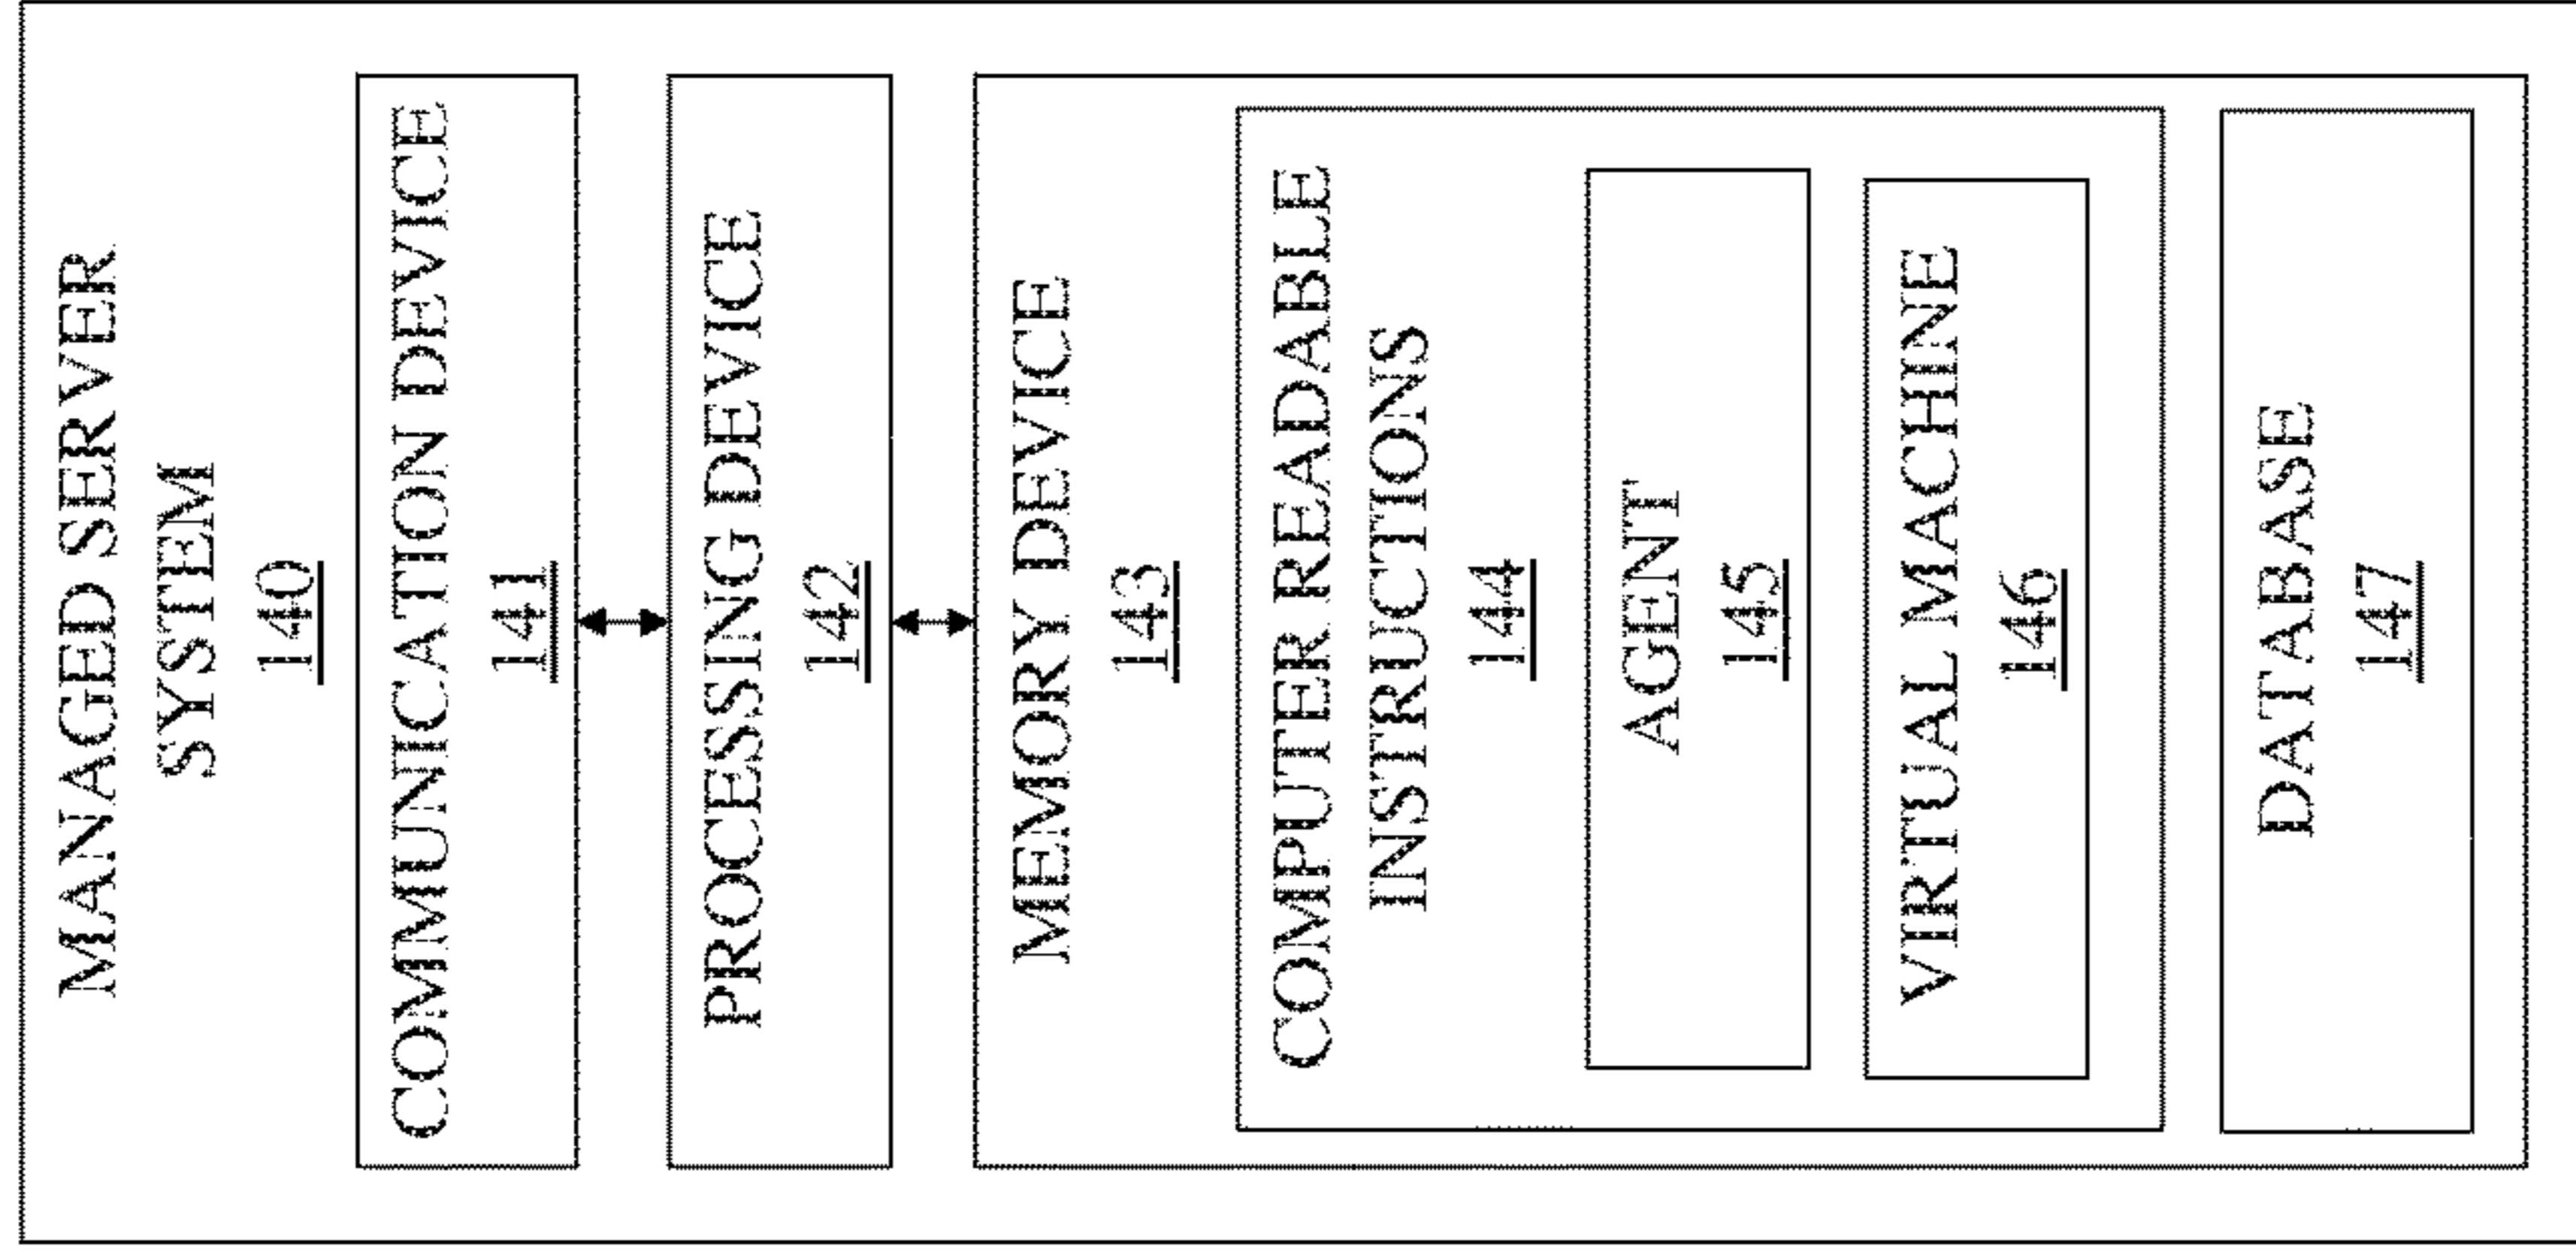 MANAGED SERVER
SYSTEM
140
COMMUNICATION DEVICE
141
PROCESSING DEVICE
142
MEMORY DEVICE
143
COMPUTER READABLE
INSTRUCTIONS
144
AGENT
145
VIRTUAL MACHINE
146
DATABASE
147